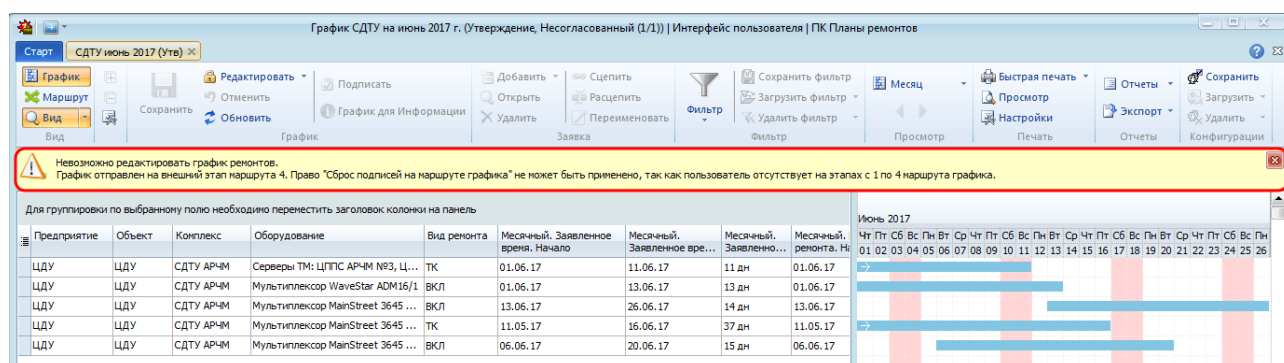 График СДТУ на июнь 2017 г. (Утверждение, Несогласованный (1/1)) | Интерфейс пользователя | ПК Планы ремонтов
Старт СДТУ июнь 2017 (Утв)
График Редактировать Подписать Добавить Сцепить Сохранить фильтр Месяц Быстрая печать Отчеты Сохранить
Маршрут Сохранить Отменить График для Информации Открыть Расцепить Фильтр Загрузить фильтр Просмотр Экспорт Загрузить
Вид Обновить Удалить Переименовать Удалить фильтр Настройки Удалить
Вид График Заявка Фильтр Просмотр Печать Отчеты Конфигурации
Невозможно редактировать график ремонтов.
График отправлен на внешний этап маршрута 4. Право "Сброс подписей на маршруте графика" не может быть применено, так как пользователь отсутствует на этапах с 1 по 4 маршрута графика.
Для группировки по выбранному полю необходимо переместить заголовок колонки на панель
Июнь 2017
Предприятие Объект Комплекс Оборудование Вид ремонта Месячный. Заявленное Месячный. Месячный. Месячный. Чт Пт Сб Вс Пн Вт Ср Чт Пт Сб Вс Пн Вт Ср Чт Пт Сб Вс Пн Вт Ср Чт Пт Сб Вс Пн
время. Начало Заявленное вре... Заявленно... ремонта. На 01 02 03 04 05 06 07 08 09 10 11 12 13 14 15 16 17 18 19 20 21 22 23 24 25 26
ЦДУ ЦДУ СДТУ АРЧМ Серверы ТМ: ЦППС АРЧМ №3, Ц... ТК 01.06.17 11.06.17 11 дн 01.06.17
ЦДУ ЦДУ СДТУ АРЧМ Мультиплексор WaveStar ADM16/1 ВКЛ 01.06.17 13.06.17 13 дн 01.06.17
ЦДУ ЦДУ СДТУ АРЧМ Мультиплексор MainStreet 3645 ... ВКЛ 13.06.17 26.06.17 14 дн 13.06.17
ЦДУ ЦДУ СДТУ АРЧМ Мультиплексор MainStreet 3645 ... ТК 11.05.17 16.06.17 37 дн 11.05.17
ЦДУ ЦДУ СДТУ АРЧМ Мультиплексор MainStreet 3645 ... ВКЛ 06.06.17 20.06.17 15 дн 06.06.17